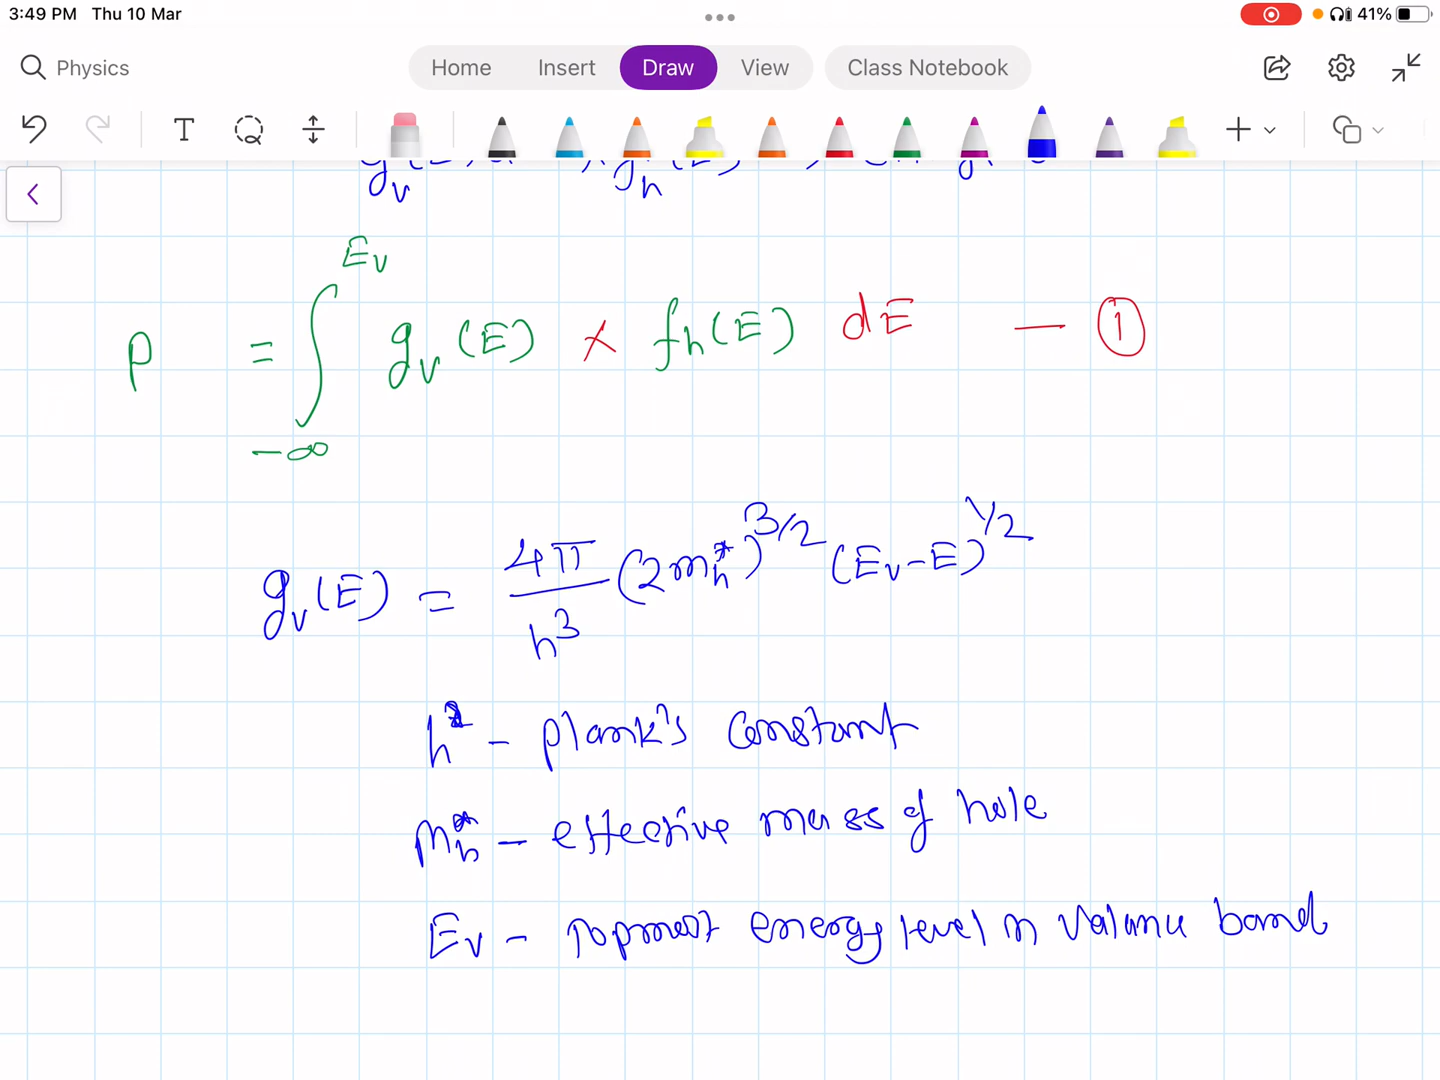 3:49 PM Thu 10 Mar 41%
Physics Home Insert Draw View Class Notebook
T
Ev
p = ∫ gv(E) × fh(E) dE — ①
-∞
gv(E) = 4π/h³ (2mh*)^3/2 (Ev-E)^1/2
h - plank's constant
mh* - effective mass of hole
Ev - topmost energy level in valance band